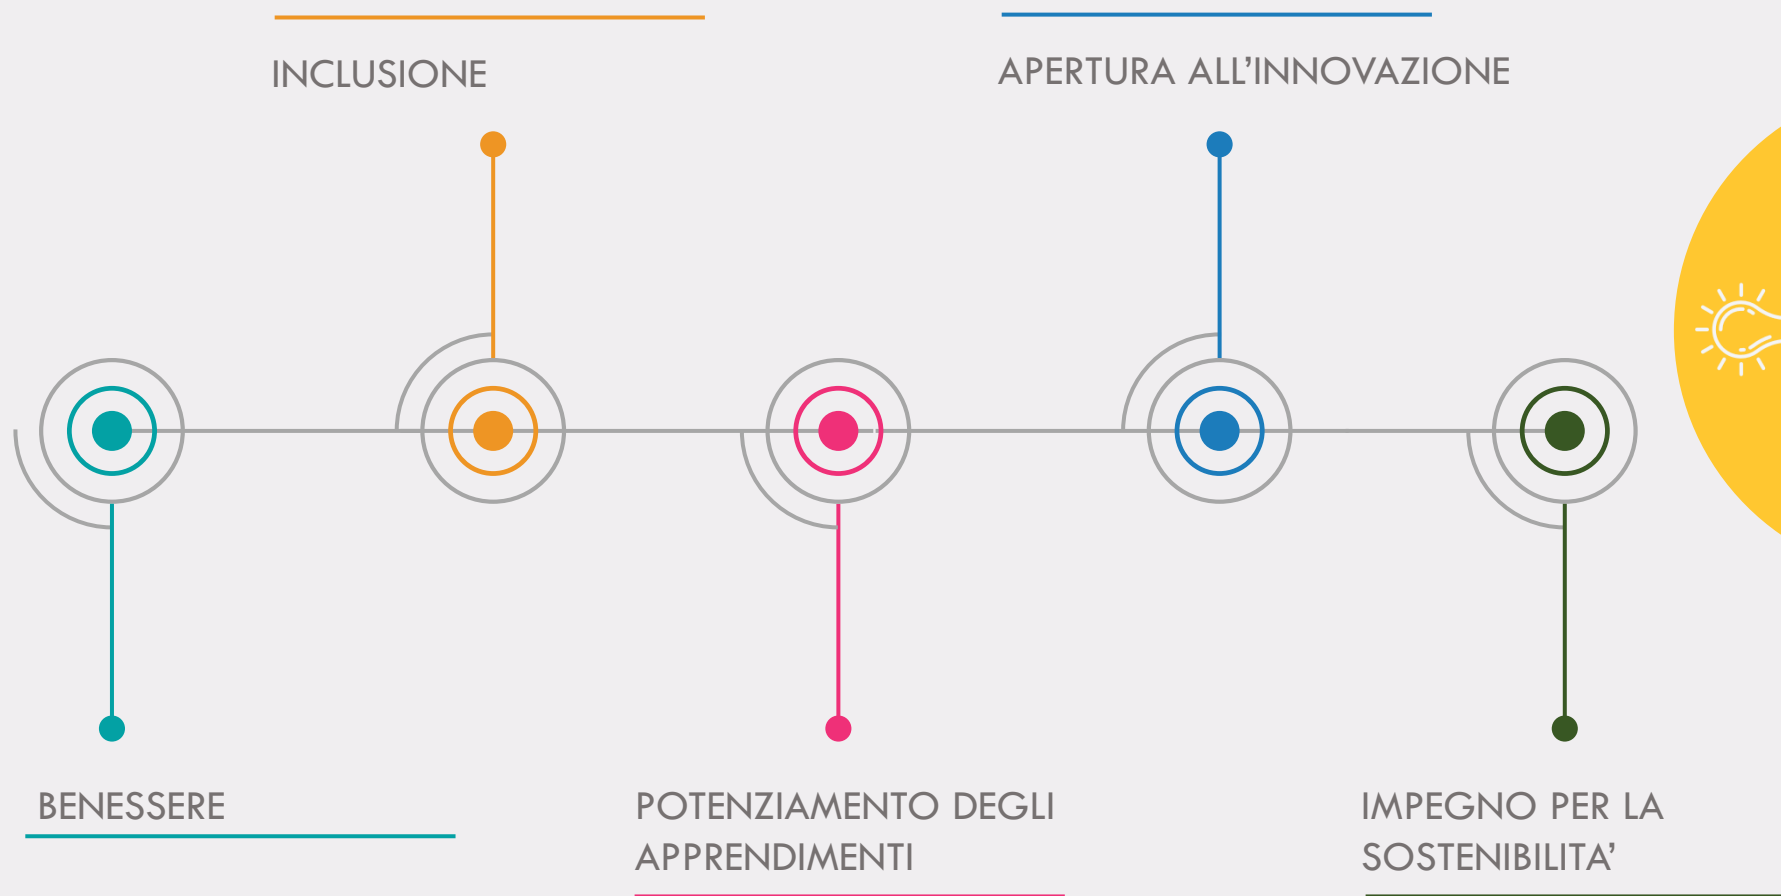 INCLUSIONE
APERTURA ALL'INNOVAZIONE
BENESSERE
POTENZIAMENTO DEGLI
APPRENDIMENTI
IMPEGNO PER LA
SOSTENIBILITA'